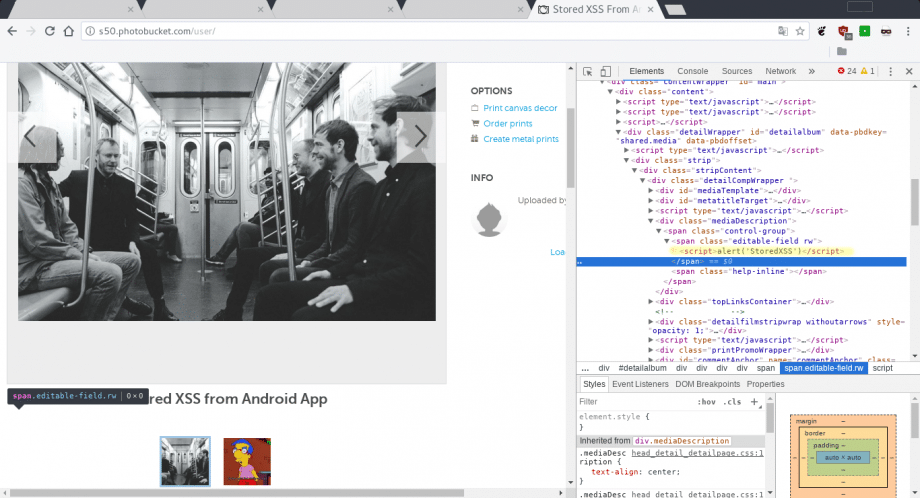 Stored XSS From An
s50.photobucket.com/user/
OPTIONS
Print canvas decor
Order prints
Create metal prints
INFO
Uploaded by
Loa
span.editable-field.rw | 0×0
red XSS from Android App
Elements Console Sources Network » 24 1
<div class="contentWrapper" id="main">
<div class="content">
<script type="text/javascript">…</script>
<script type="text/javascript">…</script>
<script>…</script>
<div class="detailWrapper" id="detailalbum" data-pbdkey=
"shared.media" data-pbdoffset>
<script type="text/javascript">…</script>
<div class="strip">
<div class="stripContent">
<div class="detailCompWrapper ">
<div id="mediaTemplate">…</div>
<div id="metatitleTarget">…</div>
<script type="text/javascript">…</script>
<div class="mediaDescription">
<span class="control-group">
<span class="editable-field rw">
<script>alert('StoredXSS')</script>
</span> == $0
<span class="help-inline"></span>
</span>
</div>
<div class="topLinksContainer">…</div>
<!-- -->
<div class="detailfilmstripwrap withoutarrows" style=
"opacity: 1;">…</div>
<script type="text/javascript">…</script>
<div class="printPromoWrapper">…</div>
<div id="commentAnchor" name="commentAnchor" class=
… div #detailalbum div div div div span span.editable-field.rw script
Styles Event Listeners DOM Breakpoints Properties
Filter :hov .cls +
element.style {
}
Inherited from div.mediaDescription
.mediaDesc head_detail_detailpage.css:1
ription {
text-align: center;
}
.mediaDesc head_detail_detailpage.css:1
margin –
border –
padding –
auto × auto
–
–